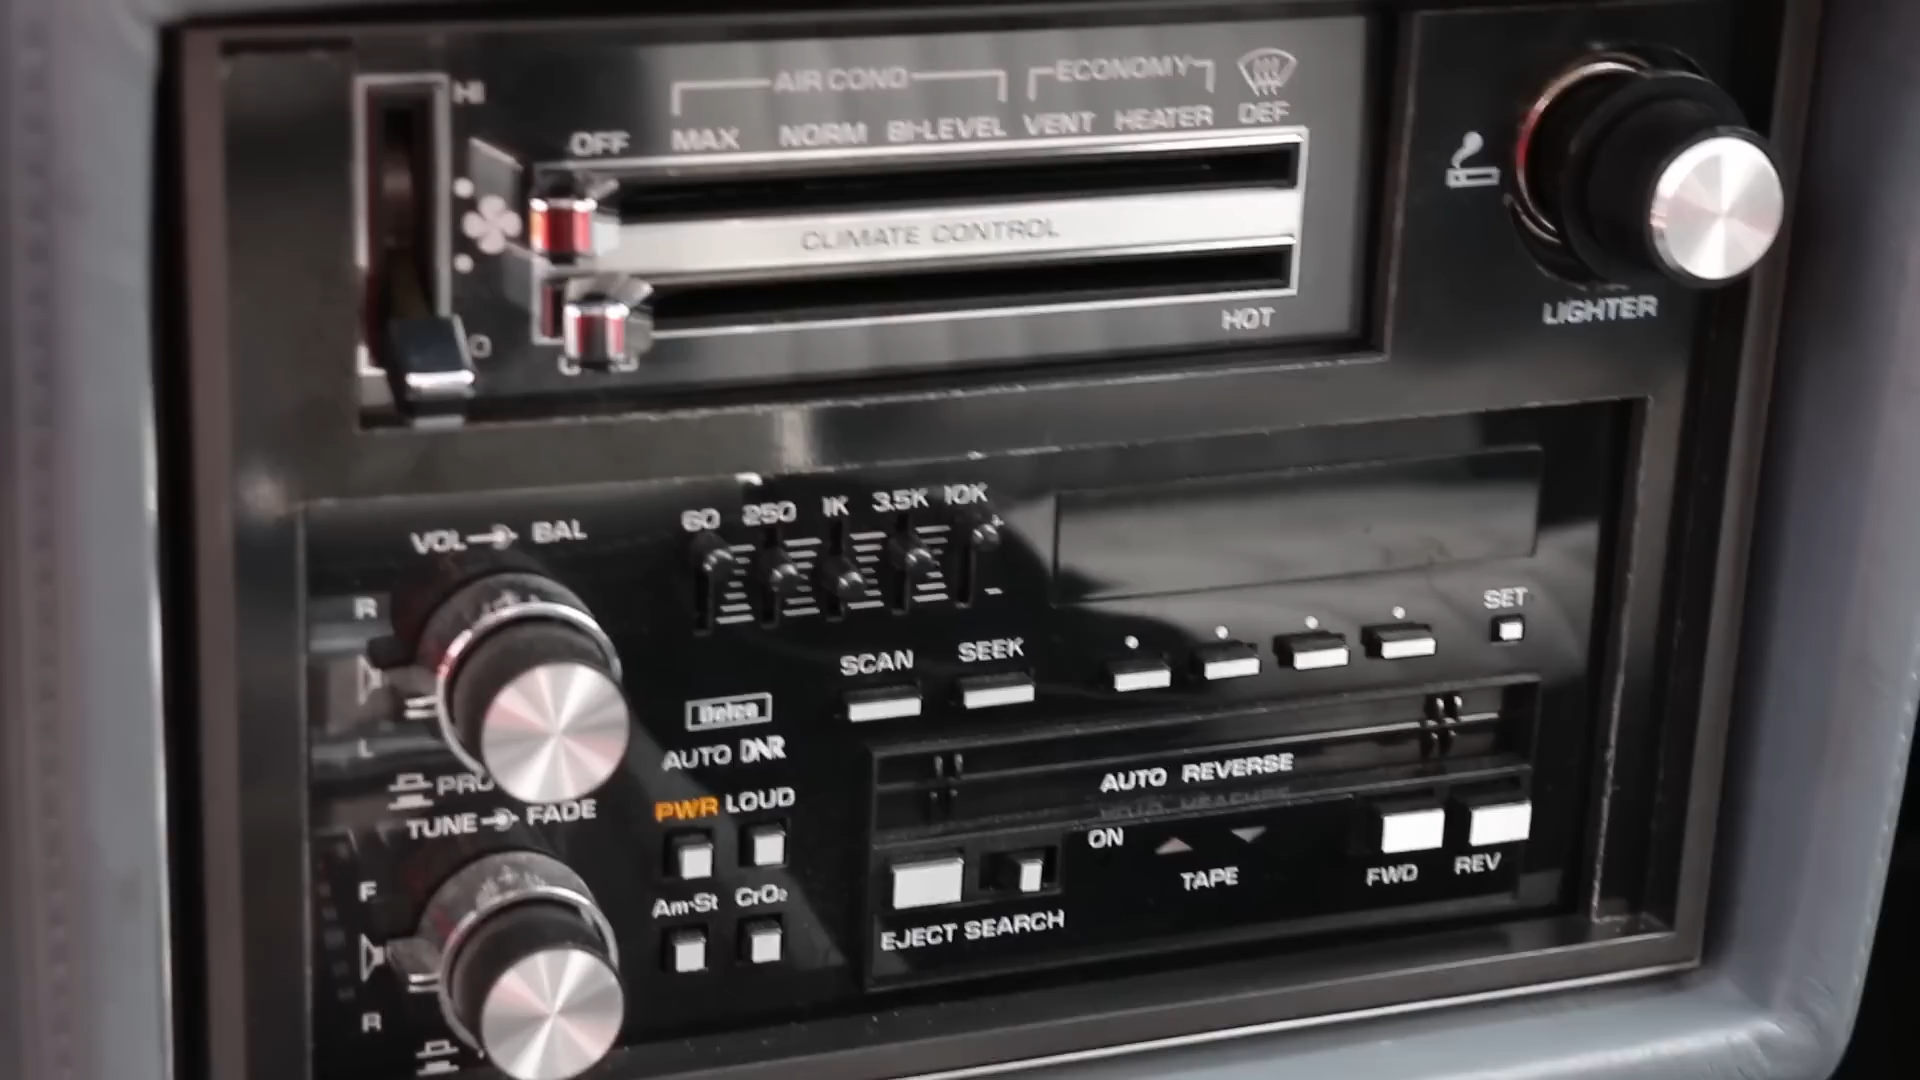 HI
AIR COND
ECONOMY
OFF MAX NORM BI-LEVEL VENT HEATER DEF
CLIMATE CONTROL
HOT
LIGHTER
VOL BAL
60 250 1K 3.5K 10K
+
-
R
L
SCAN SEEK
SET
Delco
AUTO DNR
PWR LOUD
TUNE FADE
AUTO REVERSE
ON
TAPE
FWD REV
Am-St CrO₂
EJECT SEARCH
F
R